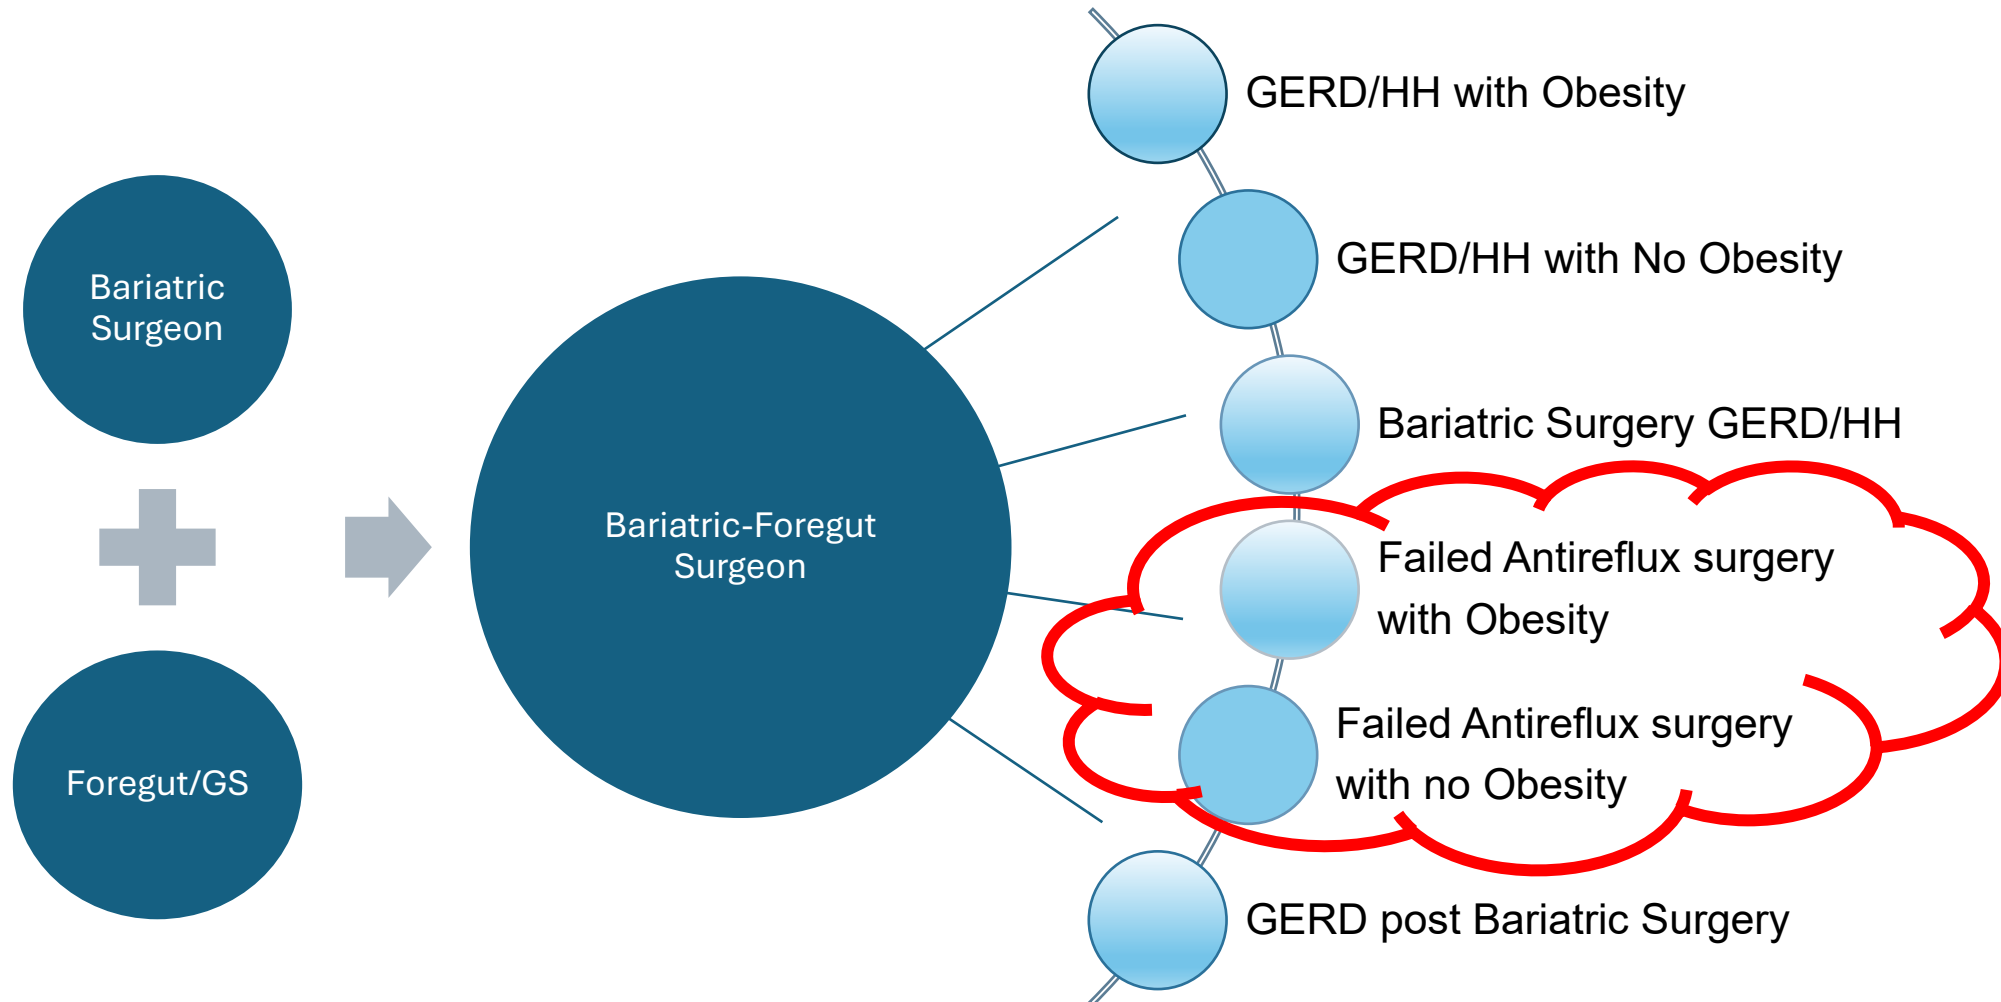 Bariatric
Surgeon
Foregut/GS
Bariatric-Foregut
Surgeon
GERD/HH with Obesity
GERD/HH with No Obesity
Bariatric Surgery GERD/HH
Failed Antireflux surgery
with Obesity
Failed Antireflux surgery
with no Obesity
GERD post Bariatric Surgery